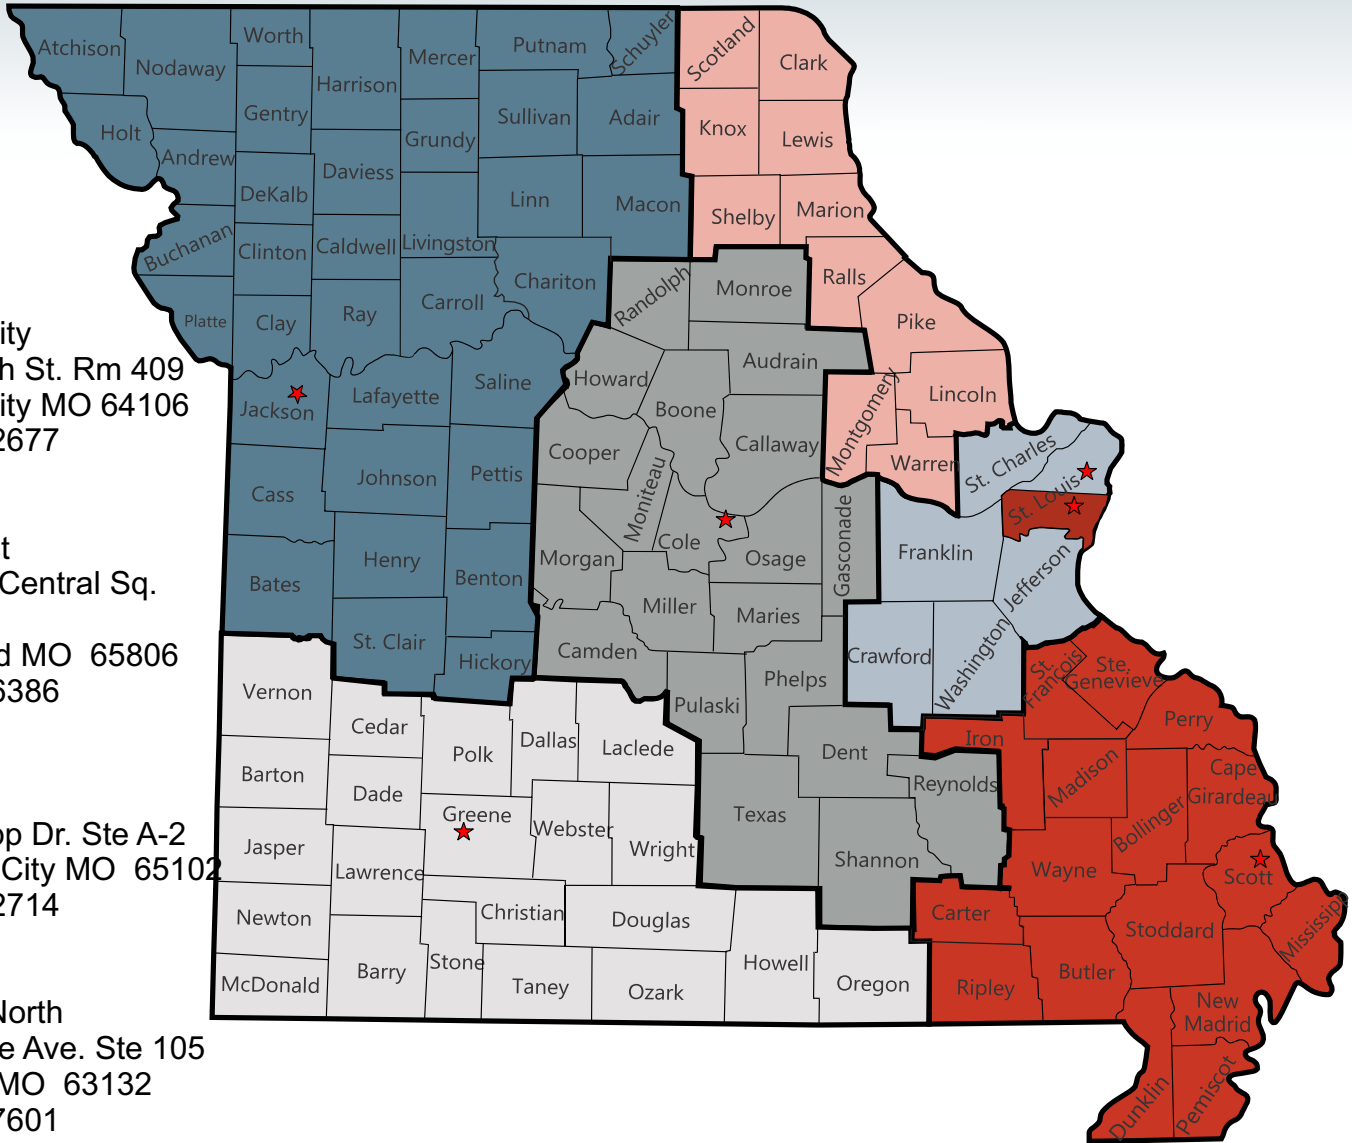 Atchison
Nodaway
Worth
Harrison
Mercer
Putnam
Schuyler
Scotland
Clark
Holt
Andrew
Gentry
Grundy
Sullivan
Adair
Knox
Lewis
DeKalb
Daviess
Linn
Macon
Shelby
Marion
Buchanan
Clinton
Caldwell
Livingston
Chariton
Randolph
Monroe
Ralls
Platte
Clay
Ray
Carroll
Pike
ity
h St. Rm 409
ity MO 64106
2677
Jackson
Lafayette
Saline
Howard
Boone
Audrain
Callaway
Montgomery
Lincoln
Warren
St. Charles
St. Louis
Cass
Johnson
Pettis
Cooper
Moniteau
Cole
Osage
Gasconade
Franklin
Jefferson
t
Central Sq.
d MO 65806
6386
Bates
Henry
Benton
Morgan
Miller
Maries
St. Clair
Hickory
Camden
Pulaski
Phelps
Crawford
Washington
St.
Francois
Ste.
Genevieve
Perry
Vernon
Cedar
Polk
Dallas
Laclede
Dent
Iron
Madison
Reynolds
Bollinger
Cape
Girardeau
Barton
Dade
Greene
Webster
Wright
Texas
Shannon
Wayne
Scott
Mississippi
op Dr. Ste A-2
City MO 65102
2714
Jasper
Lawrence
Christian
Douglas
Carter
Stoddard
Newton
Barry
Stone
Taney
Ozark
Howell
Oregon
Ripley
Butler
New
Madrid
McDonald
Dunklin
Pemiscot
North
e Ave. Ste 105
MO 63132
7601